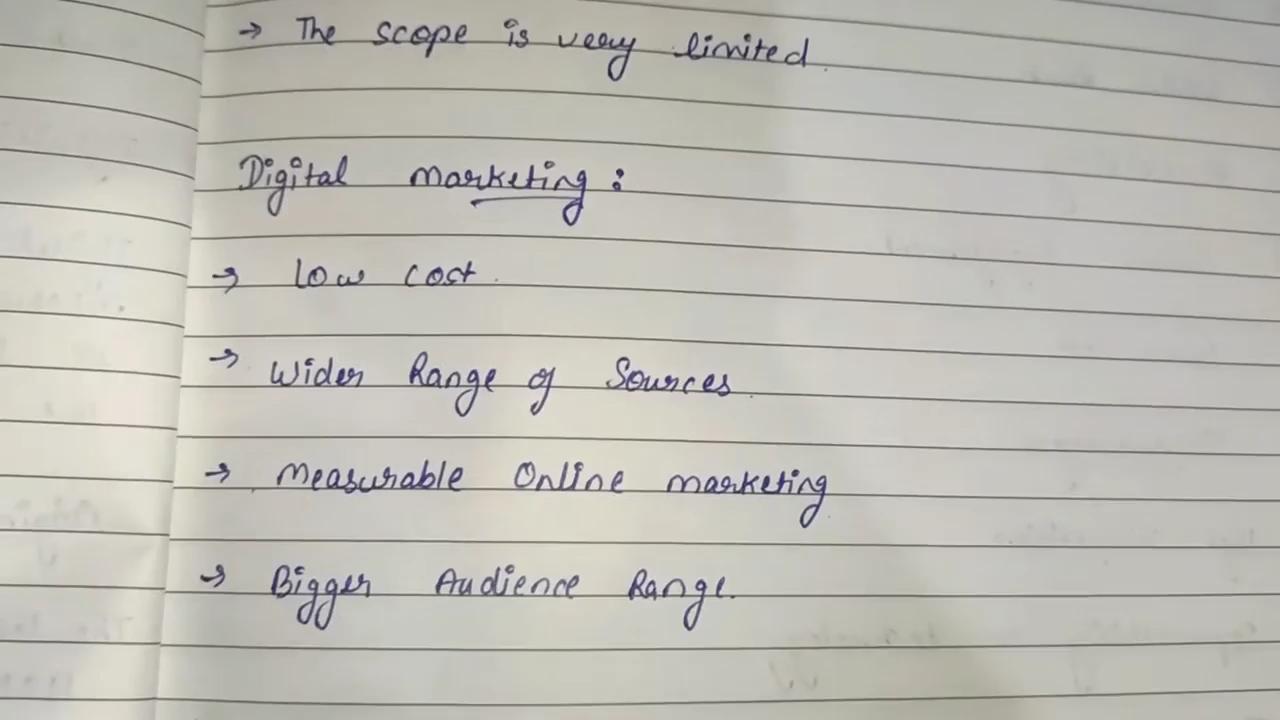 → The scope is very limited.
Digital marketing:
→ Low cost.
→ Wider Range of Sources.
→ Measurable Online marketing
→ Bigger Audience Range.